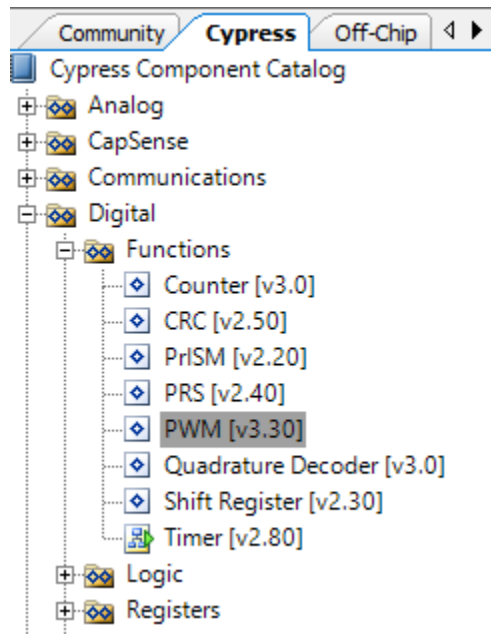 Community Cypress Off-Chip
Cypress Component Catalog
Analog
CapSense
Communications
Digital
Functions
Counter [v3.0]
CRC [v2.50]
PrISM [v2.20]
PRS [v2.40]
PWM [v3.30]
Quadrature Decoder [v3.0]
Shift Register [v2.30]
Timer [v2.80]
Logic
Registers